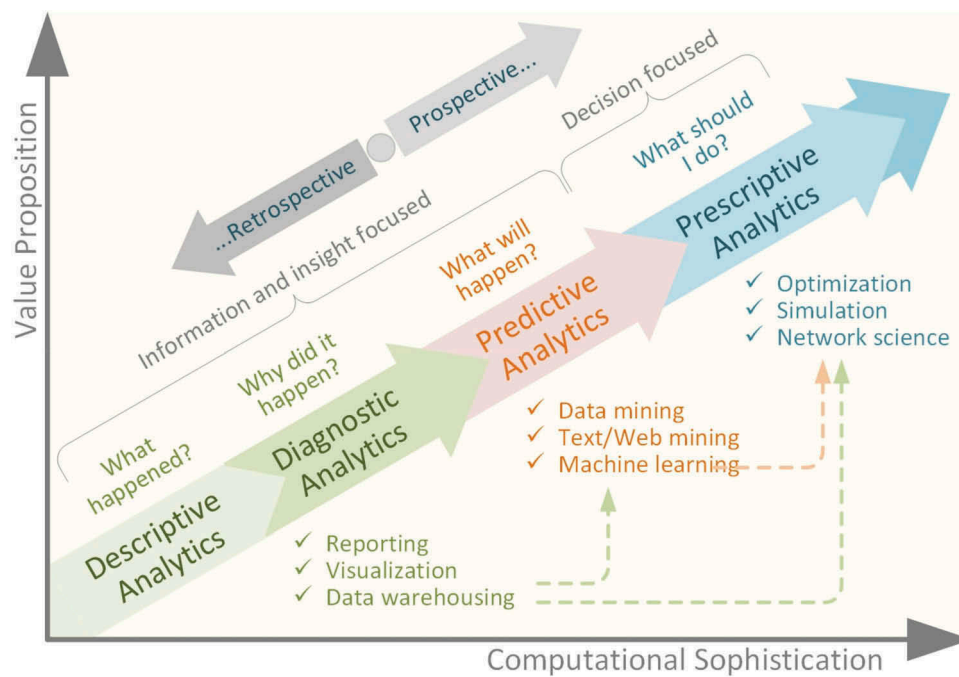 Value Proposition
Computational Sophistication
...Retrospective
Prospective...
Information and insight focused
Decision focused
What
happened?
Why did it
happen?
What will
happen?
What should
I do?
Descriptive
Analytics
Diagnostic
Analytics
Predictive
Analytics
Prescriptive
Analytics
✓ Reporting
✓ Visualization
✓ Data warehousing
✓ Data mining
✓ Text/Web mining
✓ Machine learning
✓ Optimization
✓ Simulation
✓ Network science